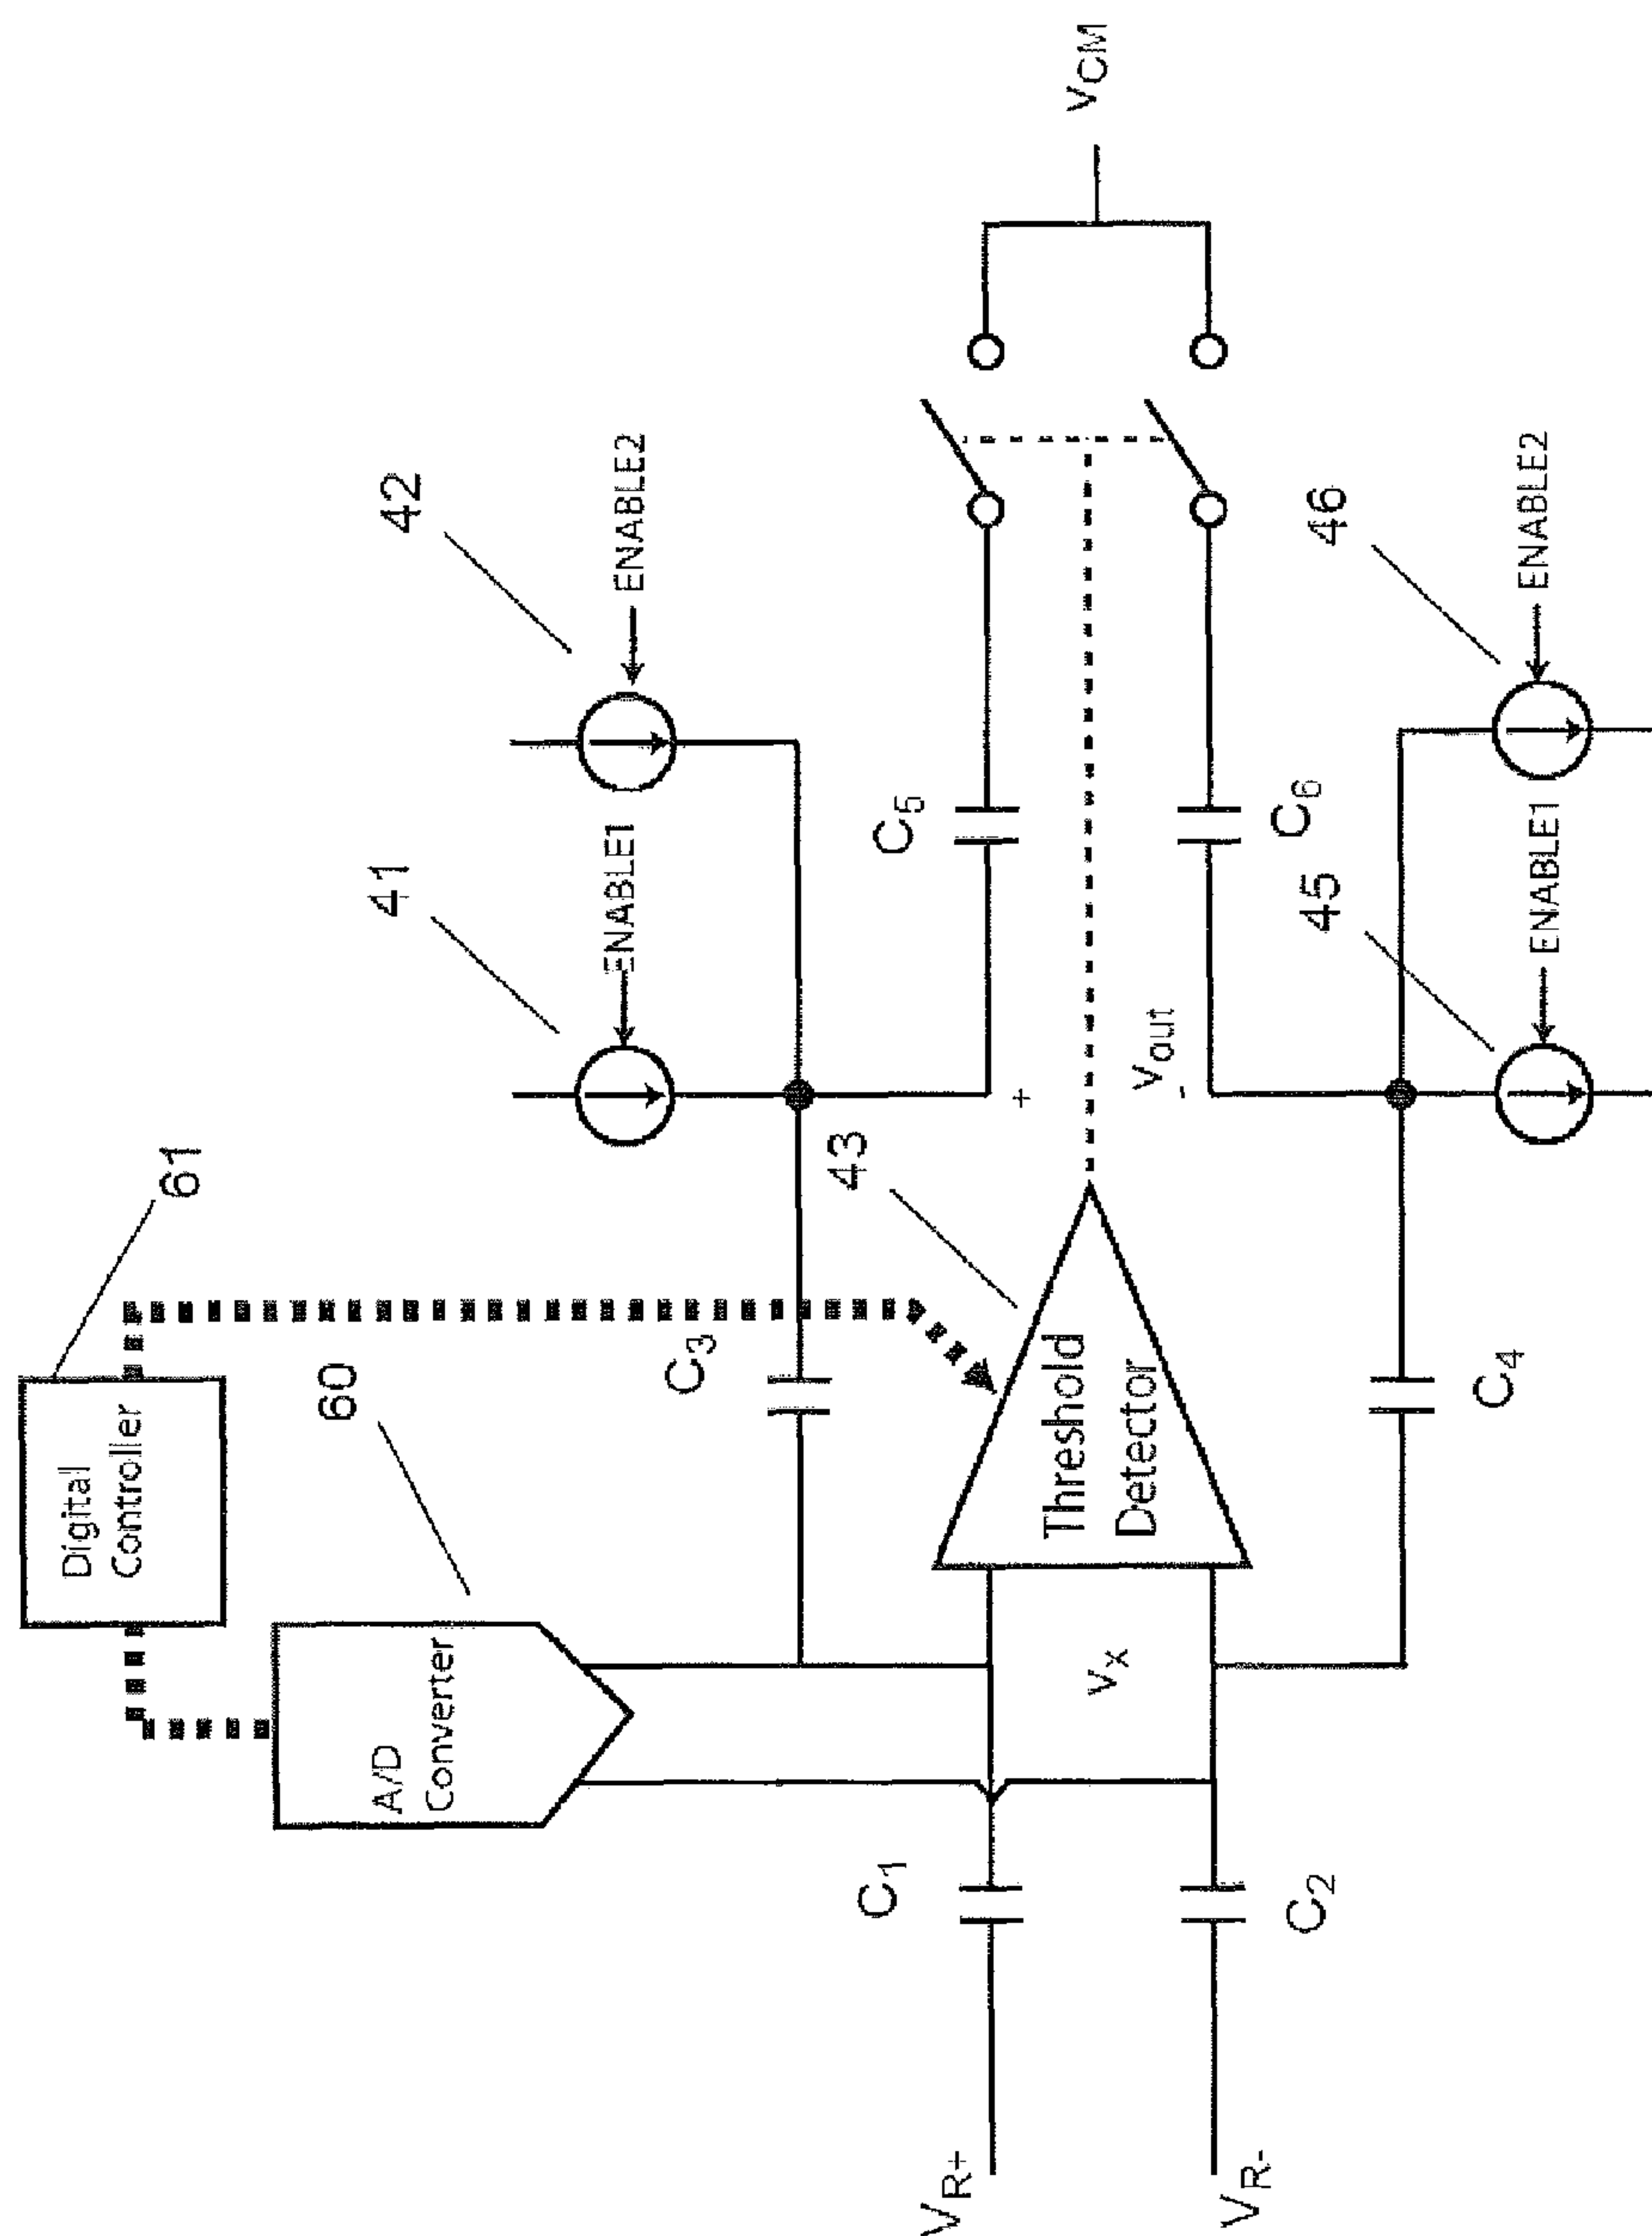 Digital
Controller
61
A/D
Converter
60
41
ENABLE1
42
ENABLE2
C3
43
C5
Threshold
Detector
+
Vout
-
VX
VCM
VR+
C1
VR-
C2
C4
C6
45
ENABLE1
46
ENABLE2